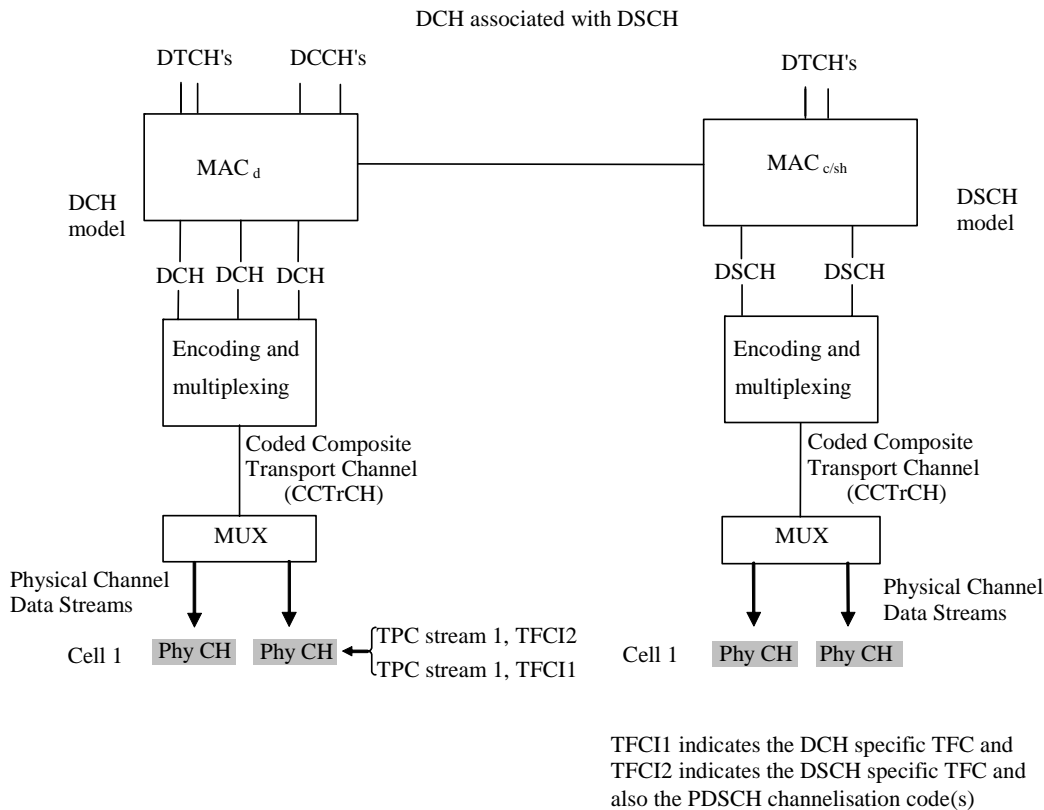 DCH associated with DSCH
DTCH's
DCCH's
DTCH's
MAC d
MAC c/sh
DCH
model
DSCH
model
DCH
DCH
DCH
DSCH
DSCH
Encoding and
multiplexing
Encoding and
multiplexing
Coded Composite
Transport Channel
(CCTrCH)
Coded Composite
Transport Channel
(CCTrCH)
MUX
MUX
Physical Channel
Data Streams
Physical Channel
Data Streams
Cell 1
Phy CH
Phy CH
TPC stream 1, TFCI2
TPC stream 1, TFCI1
Cell 1
Phy CH
Phy CH
TFCI1 indicates the DCH specific TFC and
TFCI2 indicates the DSCH specific TFC and
also the PDSCH channelisation code(s)